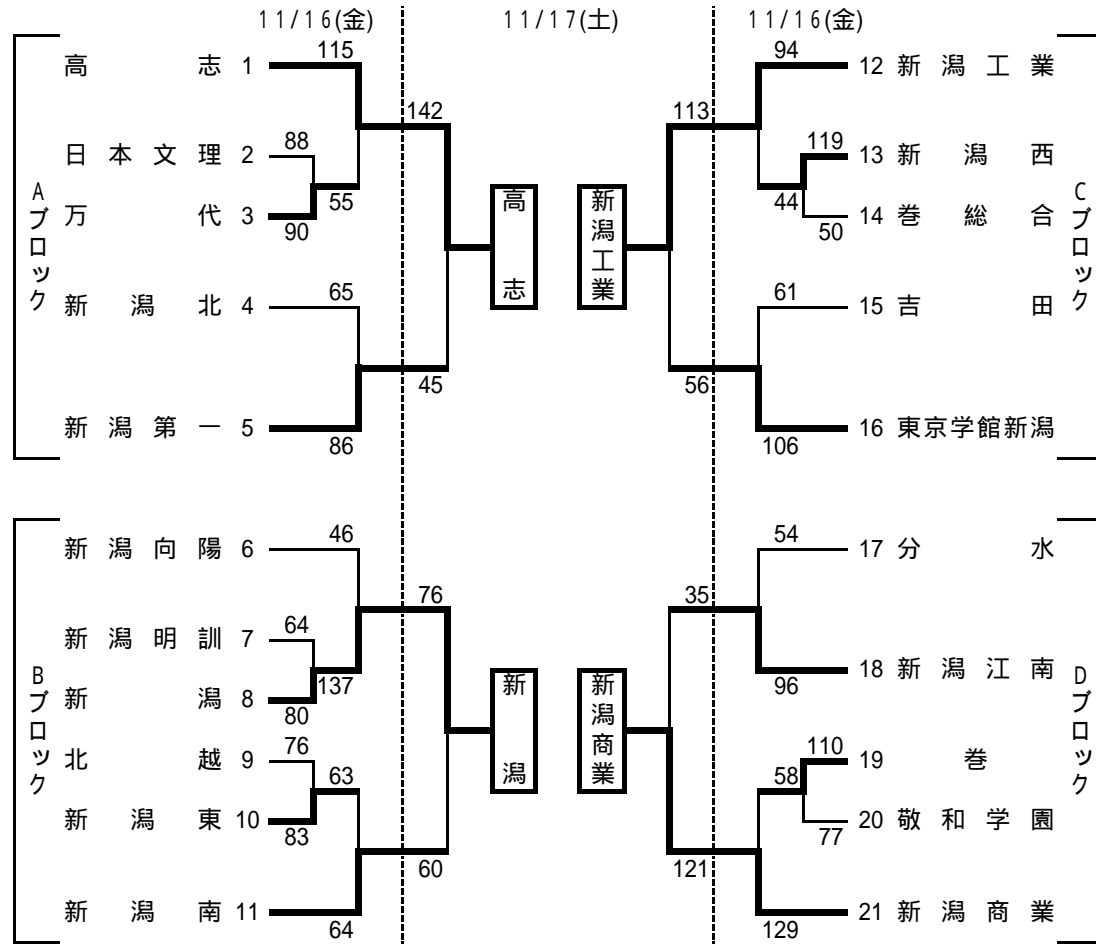 11/16(金) 11/17(土) 11/16(金)
Aブロック
高志 1 115
日本文理 2 88
万代 3 90
55
新潟北 4 65
新潟第一 5 86
142
45
高志
Bブロック
新潟向陽 6 46
新潟明訓 7 64
新潟 8 80
137
北越 9 76
新潟東 10 83
63
新潟南 11 64
76
60
新潟
Cブロック
94 12 新潟工業
119 13 新潟西
50 14 巻総合
44
61 15 吉田
106 16 東京学館新潟
113
56
新潟工業
Dブロック
54 17 分水
96 18 新潟江南
110 19 巻
77 20 敬和学園
58
129 21 新潟商業
35
121
新潟商業